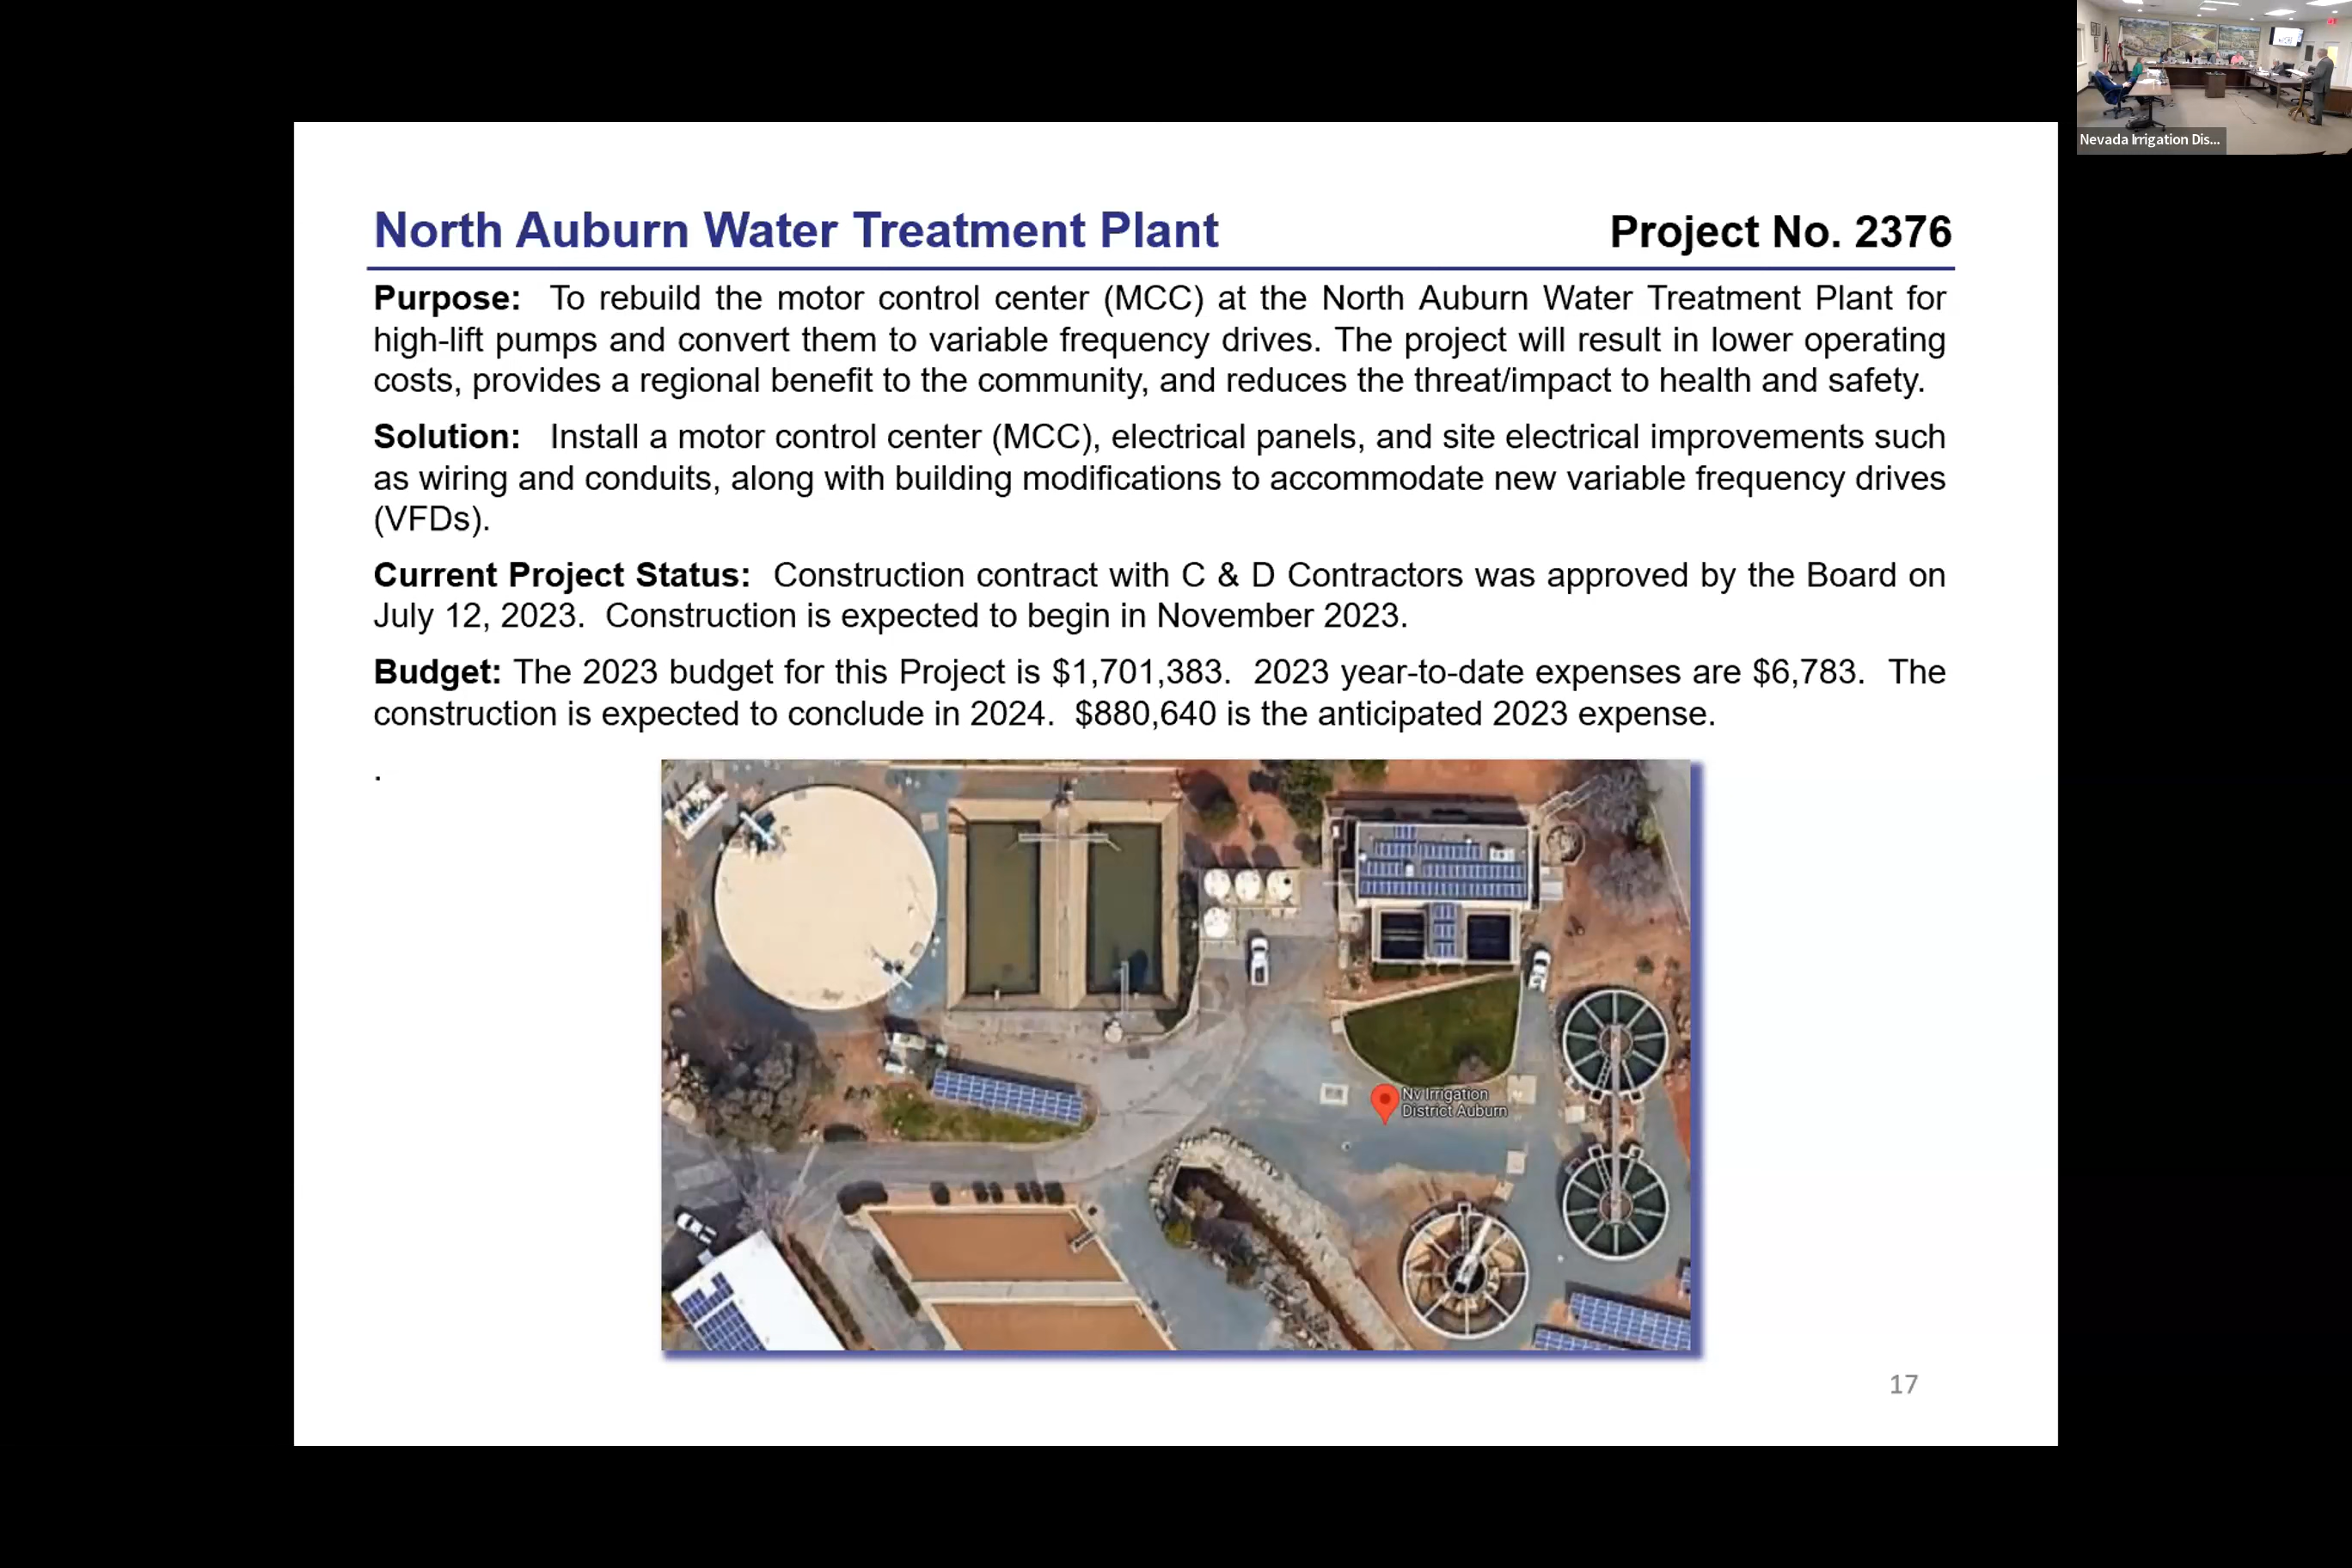 Nevada Irrigation Dis...
North Auburn Water Treatment Plant
Project No. 2376
Purpose: To rebuild the motor control center (MCC) at the North Auburn Water Treatment Plant for
high-lift pumps and convert them to variable frequency drives. The project will result in lower operating
costs, provides a regional benefit to the community, and reduces the threat/impact to health and safety.
Solution: Install a motor control center (MCC), electrical panels, and site electrical improvements such
as wiring and conduits, along with building modifications to accommodate new variable frequency drives
(VFDs).
Current Project Status: Construction contract with C & D Contractors was approved by the Board on
July 12, 2023. Construction is expected to begin in November 2023.
Budget: The 2023 budget for this Project is $1,701,383. 2023 year-to-date expenses are $6,783. The
construction is expected to conclude in 2024. $880,640 is the anticipated 2023 expense.
.
Nv Irrigation
District Auburn
17